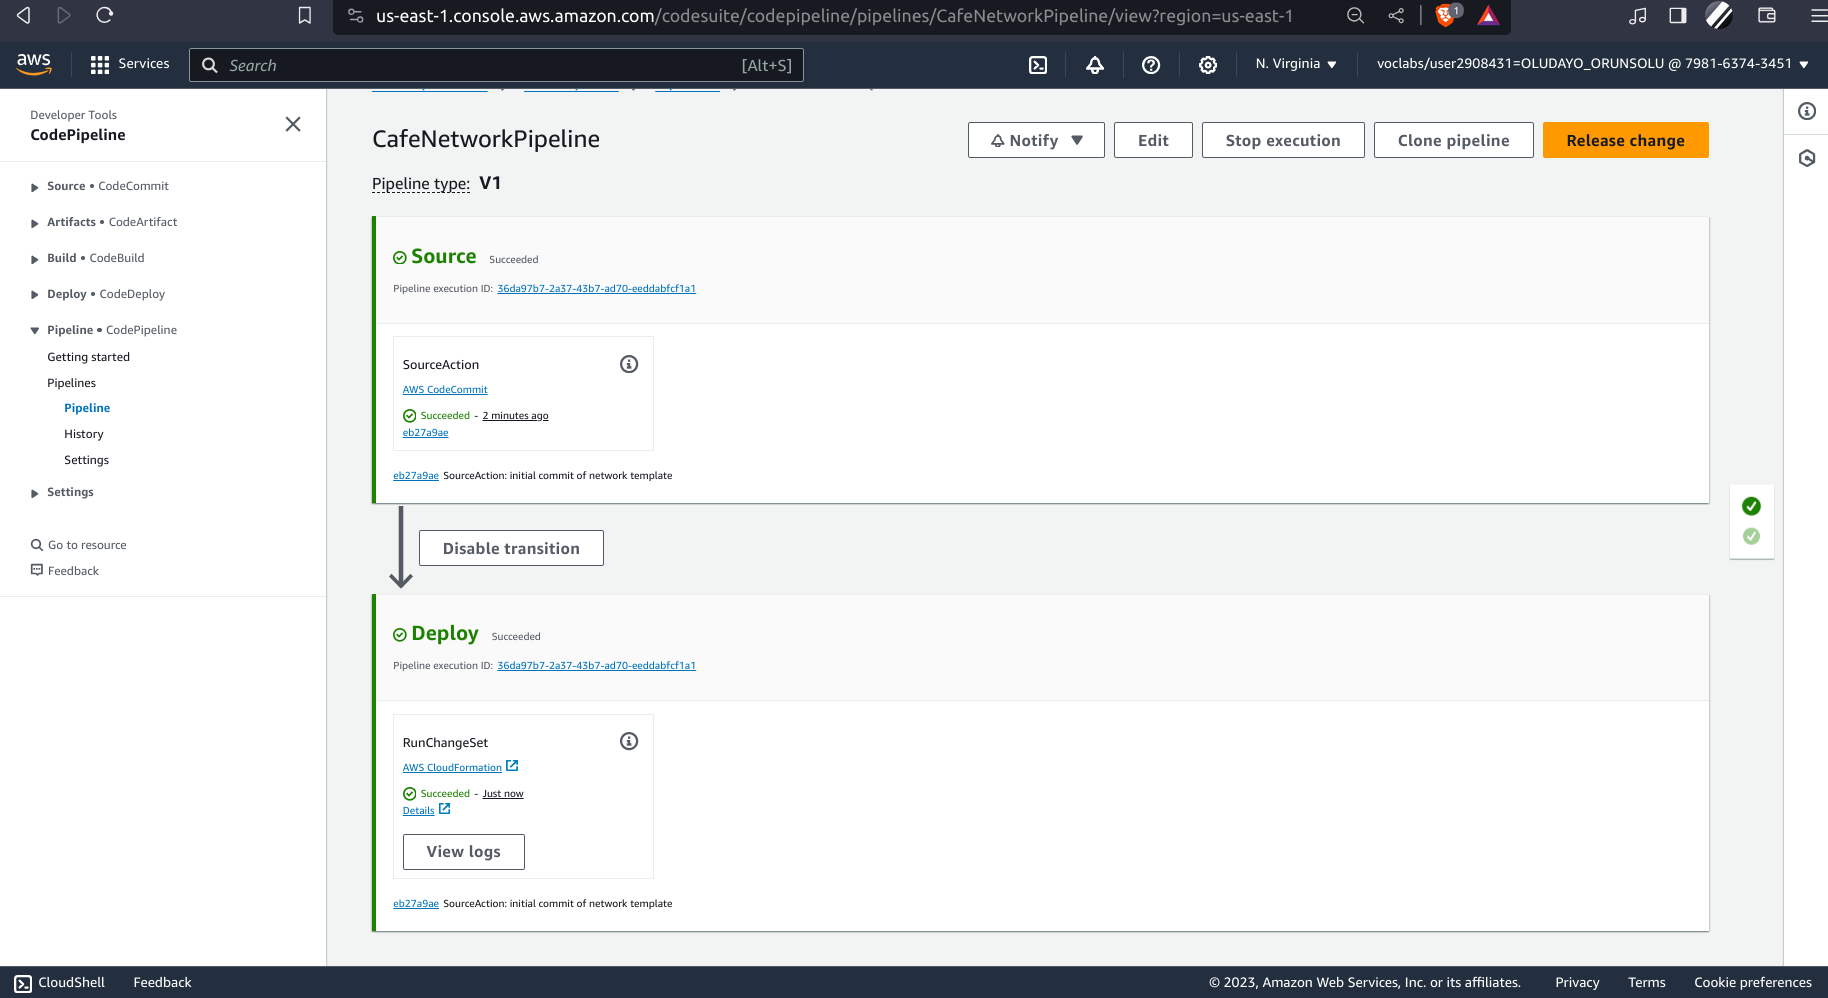 us-east-1.console.aws.amazon.com/codesuite/codepipeline/pipelines/CafeNetworkPipeline/view?region=us-east-1
1
aws
Services
Search
[Alt+S]
N. Virginia
voclabs/user2908431=OLUDAYO_ORUNSOLU @ 7981-6374-3451
Developer Tools
CodePipeline
Source • CodeCommit
Artifacts • CodeArtifact
Build • CodeBuild
Deploy • CodeDeploy
Pipeline • CodePipeline
Getting started
Pipelines
Pipeline
History
Settings
Settings
Go to resource
Feedback
CafeNetworkPipeline
Notify
Edit
Stop execution
Clone pipeline
Release change
Pipeline type: V1
Source Succeeded
Pipeline execution ID: 36da97b7-2a37-43b7-ad70-eeddabfcf1a1
SourceAction
AWS CodeCommit
Succeeded - 2 minutes ago
eb27a9ae
eb27a9ae SourceAction: initial commit of network template
Disable transition
Deploy Succeeded
Pipeline execution ID: 36da97b7-2a37-43b7-ad70-eeddabfcf1a1
RunChangeSet
AWS CloudFormation
Succeeded - Just now
Details
View logs
eb27a9ae SourceAction: initial commit of network template
CloudShell
Feedback
© 2023, Amazon Web Services, Inc. or its affiliates.
Privacy
Terms
Cookie preferences